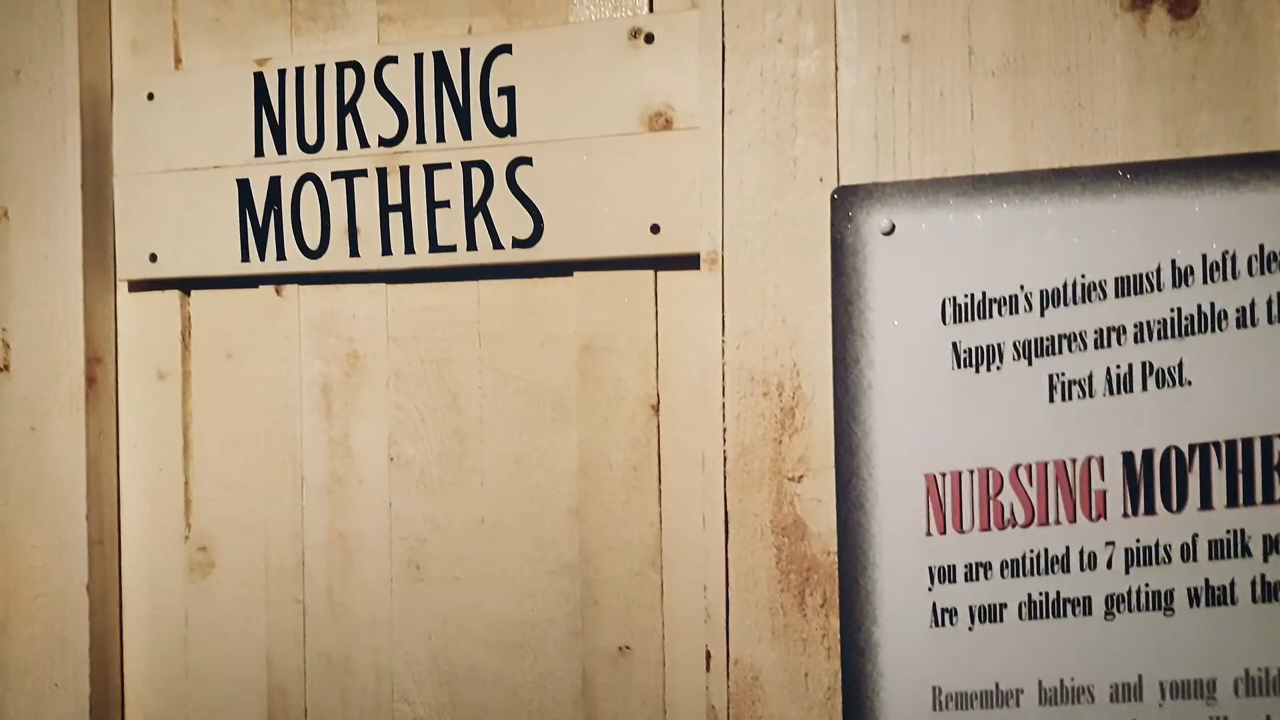 NURSING
MOTHERS
Children's potties must be left
Nappy squares are available at
First Aid Post.
NURSING
you are entitled to 7 pints of milk
Are your children getting what
Remember babies and young